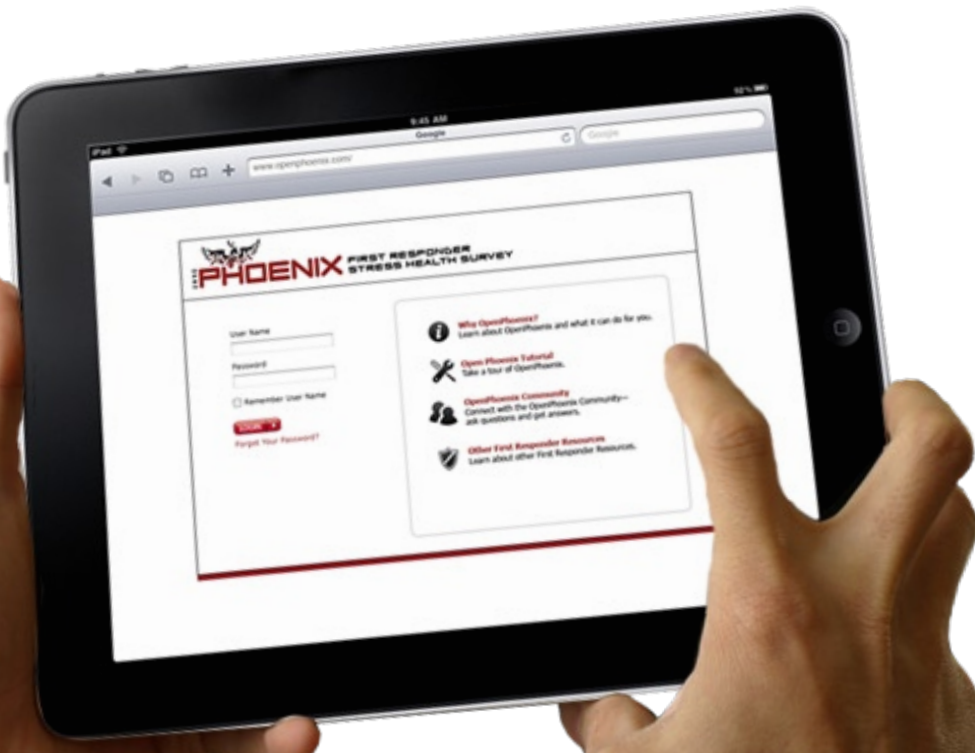 iPad
9:45 AM
92%
Google
www.openphoenix.com/
Google
OPEN
PHOENIX FIRST RESPONDER
STRESS HEALTH SURVEY
User Name
Password
Remember User Name
LOGIN
Forgot Your Password?
Why OpenPhoenix?
Learn about OpenPhoenix and what it can do for you.
Open Phoenix Tutorial
Take a tour of OpenPhoenix.
OpenPhoenix Community
Connect with the OpenPhoenix Community—
ask questions and get answers.
Other First Responder Resources
Learn about other First Responder Resources.